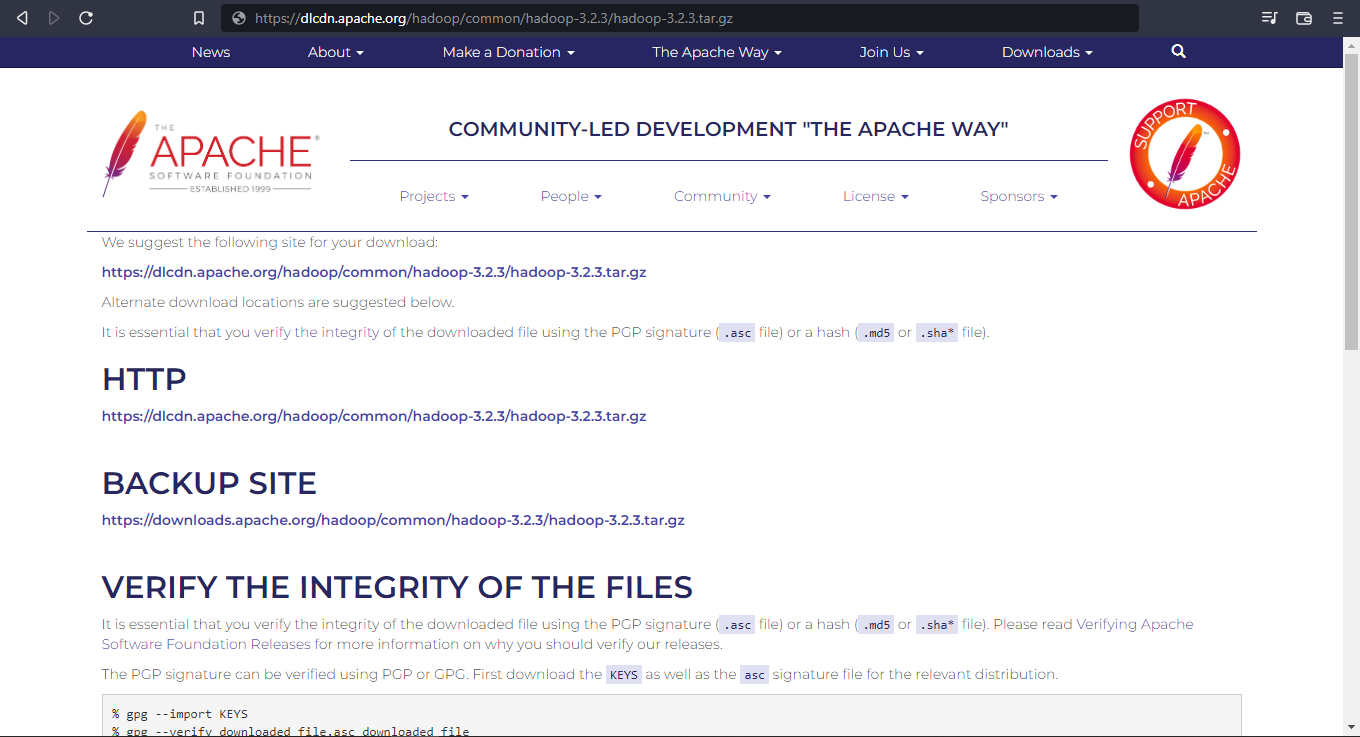 https://dlcdn.apache.org/hadoop/common/hadoop-3.2.3/hadoop-3.2.3.tar.gz
News About Make a Donation The Apache Way Join Us Downloads
THE
APACHE®
SOFTWARE FOUNDATION
ESTABLISHED 1999
COMMUNITY-LED DEVELOPMENT "THE APACHE WAY"
SUPPORT
APACHE
Projects People Community License Sponsors
We suggest the following site for your download:
https://dlcdn.apache.org/hadoop/common/hadoop-3.2.3/hadoop-3.2.3.tar.gz
Alternate download locations are suggested below.
It is essential that you verify the integrity of the downloaded file using the PGP signature ( .asc file) or a hash ( .md5 or .sha* file).
HTTP
https://dlcdn.apache.org/hadoop/common/hadoop-3.2.3/hadoop-3.2.3.tar.gz
BACKUP SITE
https://downloads.apache.org/hadoop/common/hadoop-3.2.3/hadoop-3.2.3.tar.gz
VERIFY THE INTEGRITY OF THE FILES
It is essential that you verify the integrity of the downloaded file using the PGP signature ( .asc file) or a hash ( .md5 or .sha* file). Please read Verifying Apache
Software Foundation Releases for more information on why you should verify our releases.
The PGP signature can be verified using PGP or GPG. First download the KEYS as well as the asc signature file for the relevant distribution.
% gpg --import KEYS
% gpg --verify downloaded_file.asc downloaded_file